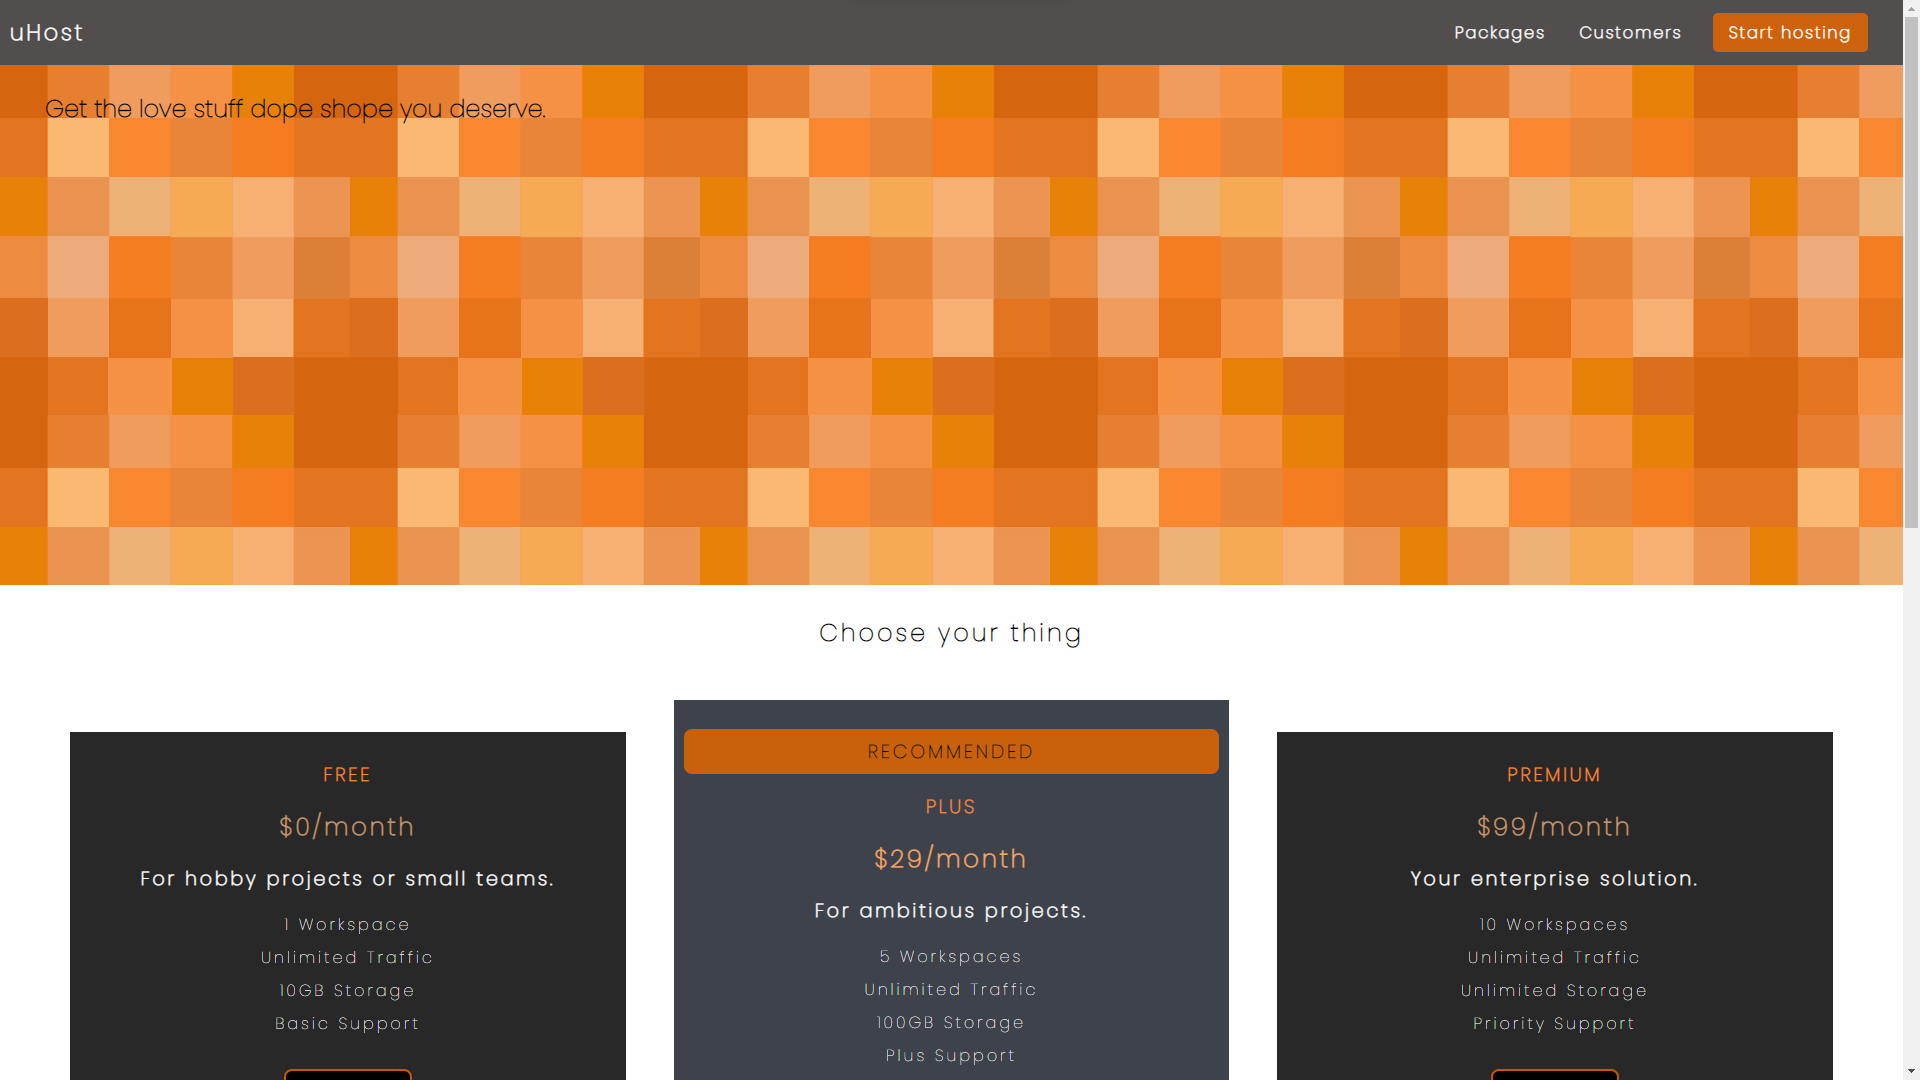 uHost
Packages Customers Start hosting
Get the love stuff dope shope you deserve.
Choose your thing
FREE
$0/month
For hobby projects or small teams.
1 Workspace
Unlimited Traffic
10GB Storage
Basic Support
RECOMMENDED
PLUS
$29/month
For ambitious projects.
5 Workspaces
Unlimited Traffic
100GB Storage
Plus Support
PREMIUM
$99/month
Your enterprise solution.
10 Workspaces
Unlimited Traffic
Unlimited Storage
Priority Support